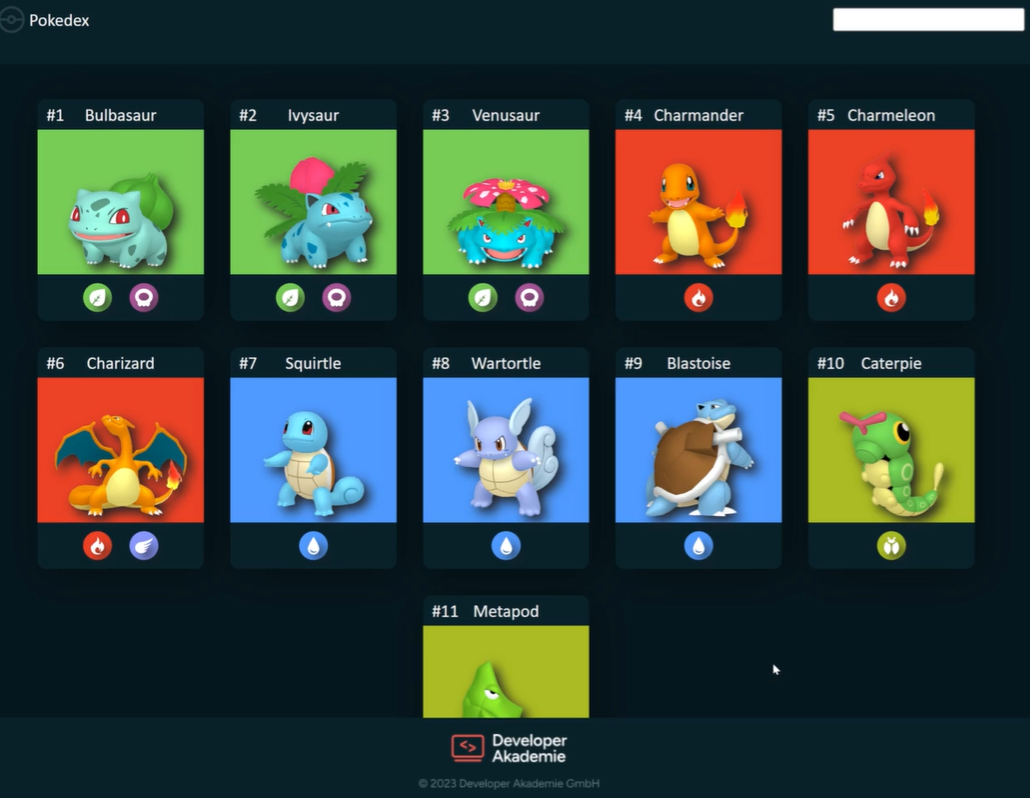 Pokedex
#1 Bulbasaur
#2 Ivysaur
#3 Venusaur
#4 Charmander
#5 Charmeleon
#6 Charizard
#7 Squirtle
#8 Wartortle
#9 Blastoise
#10 Caterpie
#11 Metapod
<>
Developer
Akademie
© 2023 Developer Akademie GmbH